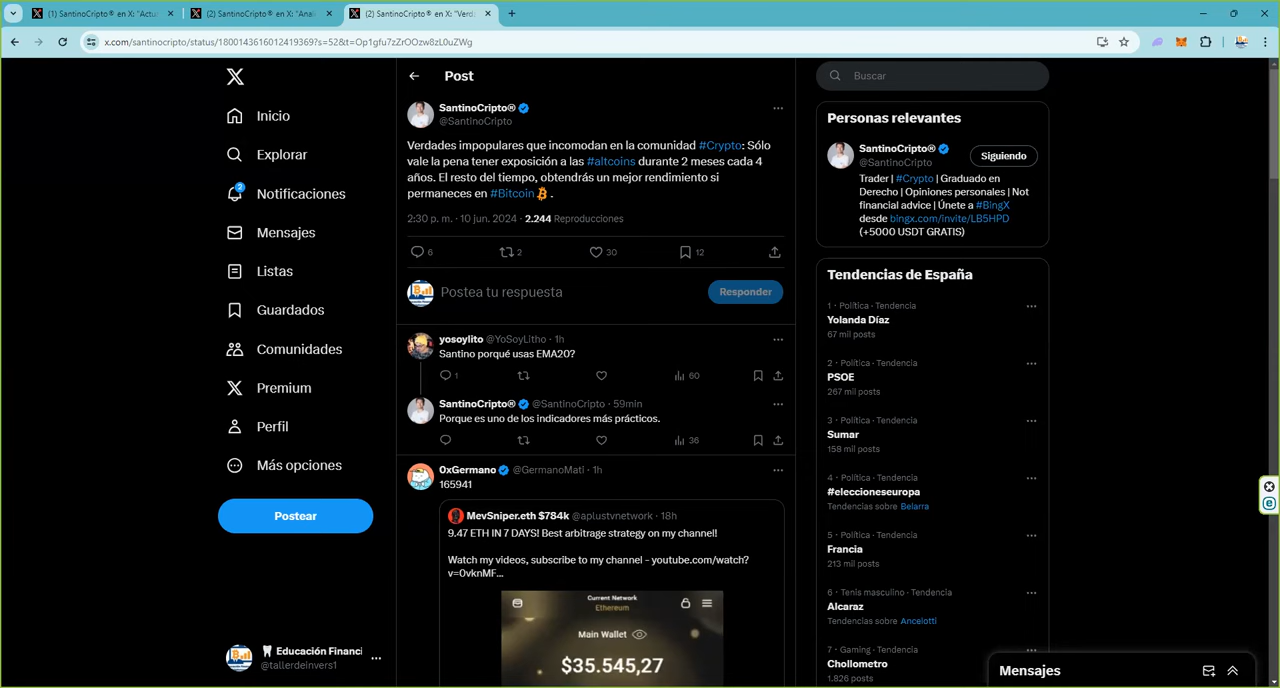 (1) SantinoCripto® en X: "Actu
(2) SantinoCripto® en X: "Anal
(2) SantinoCripto® en X: "Verd
x.com/santinocripto/status/1800143616012419369?s=52&t=Op1gfu7zZrOOzw8zL0uZWg
Inicio
Explorar
2
Notificaciones
Mensajes
Listas
Guardados
Comunidades
Premium
Perfil
Más opciones
Postear
Educación Financi
@tallerdeinvers1
Post
SantinoCripto®
@SantinoCripto
Verdades impopulares que incomodan en la comunidad #Crypto: Sólo
vale la pena tener exposición a las #altcoins durante 2 meses cada 4
años. El resto del tiempo, obtendrás un mejor rendimiento si
permaneces en #Bitcoin .
2:30 p. m. · 10 jun. 2024 · 2.244 Reproducciones
6 2 30 12
Postea tu respuesta
Responder
yosoylito @YoSoyLitho · 1h
Santino porqué usas EMA20?
1 60
SantinoCripto® @SantinoCripto · 59min
Porque es uno de los indicadores más prácticos.
36
0xGermano @GermanoMati · 1h
165941
MevSniper.eth $784k @aplustvnetwork · 18h
9.47 ETH IN 7 DAYS! Best arbitrage strategy on my channel!
Watch my videos, subscribe to my channel - youtube.com/watch?
v=0vknMF...
Current Network
Ethereum
Main Wallet
$35.545,27
Buscar
Personas relevantes
SantinoCripto®
@SantinoCripto
Siguiendo
Trader | #Crypto | Graduado en
Derecho | Opiniones personales | Not
financial advice | Únete a #BingX
desde bingx.com/invite/LB5HPD
(+5000 USDT GRATIS)
Tendencias de España
1 · Política · Tendencia
Yolanda Díaz
67 mil posts
2 · Política · Tendencia
PSOE
267 mil posts
3 · Política · Tendencia
Sumar
158 mil posts
4 · Política · Tendencia
#eleccioneseuropa
Tendencias sobre Belarra
5 · Política · Tendencia
Francia
213 mil posts
6 · Tenis masculino · Tendencia
Alcaraz
Tendencias sobre Ancelotti
7 · Gaming · Tendencia
Chollometro
1.826 posts
Mensajes